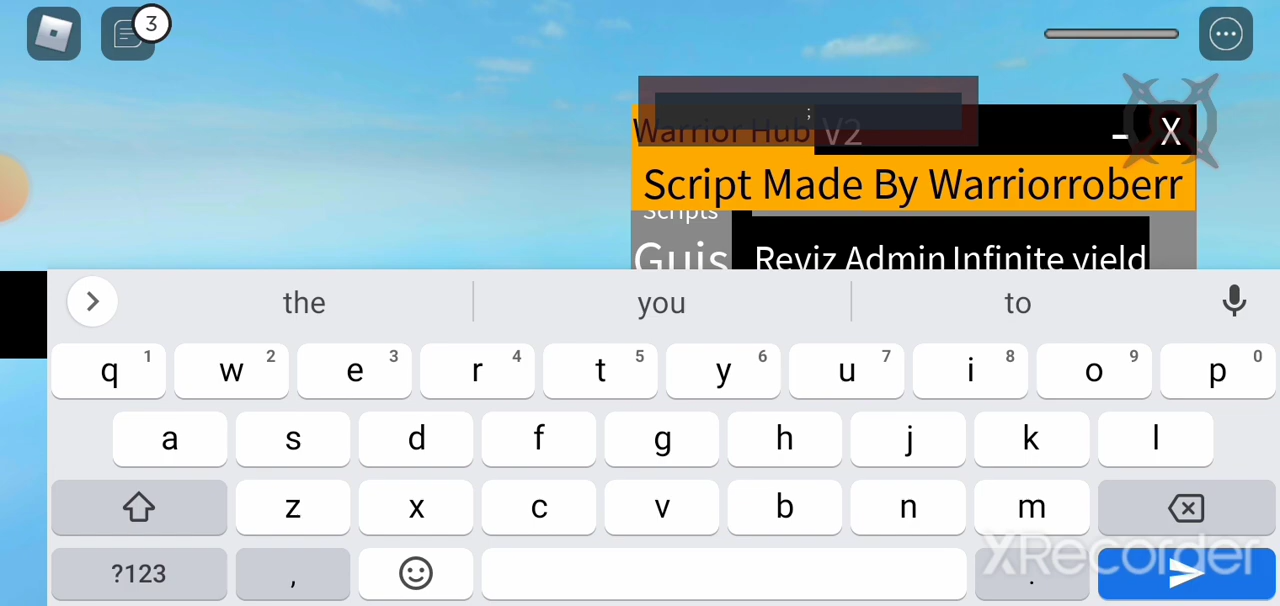 3
;
Warrior Hub V2
- X
Script Made By Warriorroberr
Scripts
Guis
Reviz Admin Infinite yield
the you to
q 1 w 2 e 3 r 4 t 5 y 6 u 7 i 8 o 9 p 0
a s d f g h j k l
z x c v b n m
?123 , .
XRecorder